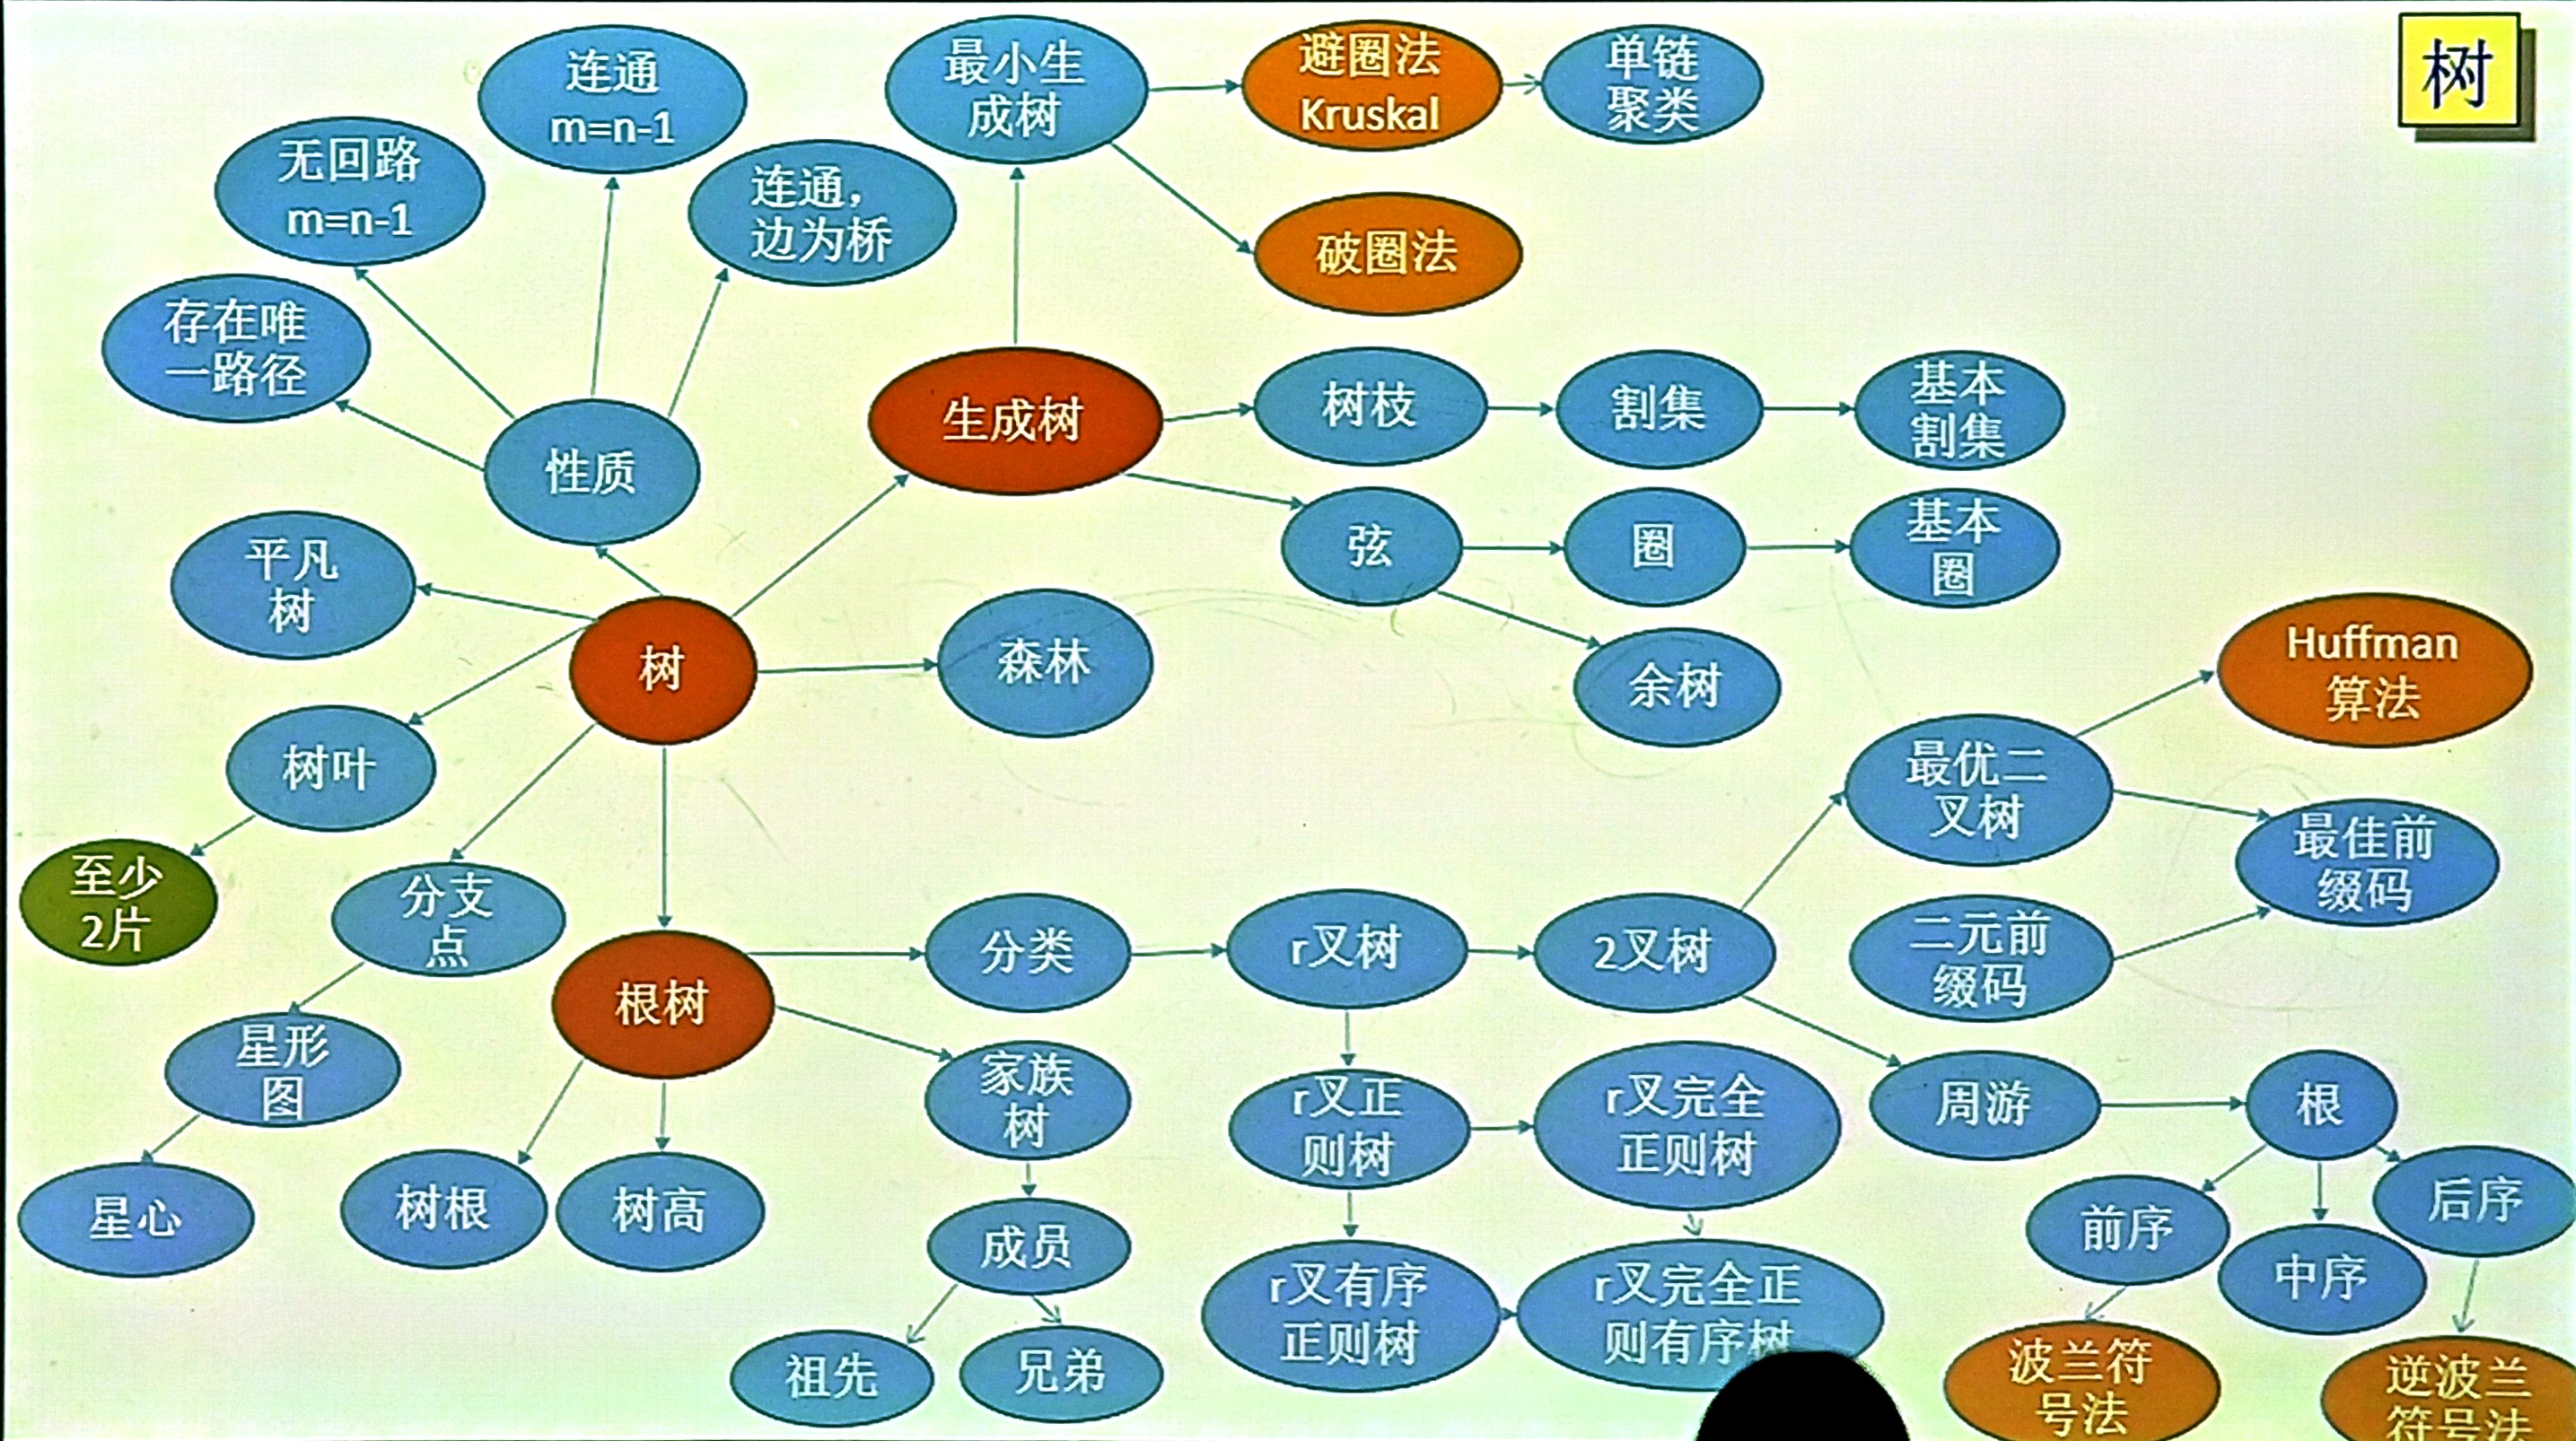 树
连通
m=n-1
最小生
成树
避圈法
Kruskal
单链
聚类
无回路
m=n-1
连通，
边为桥
破圈法
存在唯
一路径
性质
生成树
树枝
割集
基本
割集
平凡
树
弦
圈
基本
圈
树
森林
余树
Huffman
算法
树叶
最优二
叉树
最佳前
缀码
至少
2片
分支
点
根树
分类
r叉树
2叉树
二元前
缀码
星形
图
家族
树
r叉正
则树
r叉完全
正则树
周游
根
星心
树根
树高
成员
前序
中序
后序
祖先
兄弟
r叉有序
正则树
r叉完全正
则有序树
波兰符
号法
逆波兰
符号法